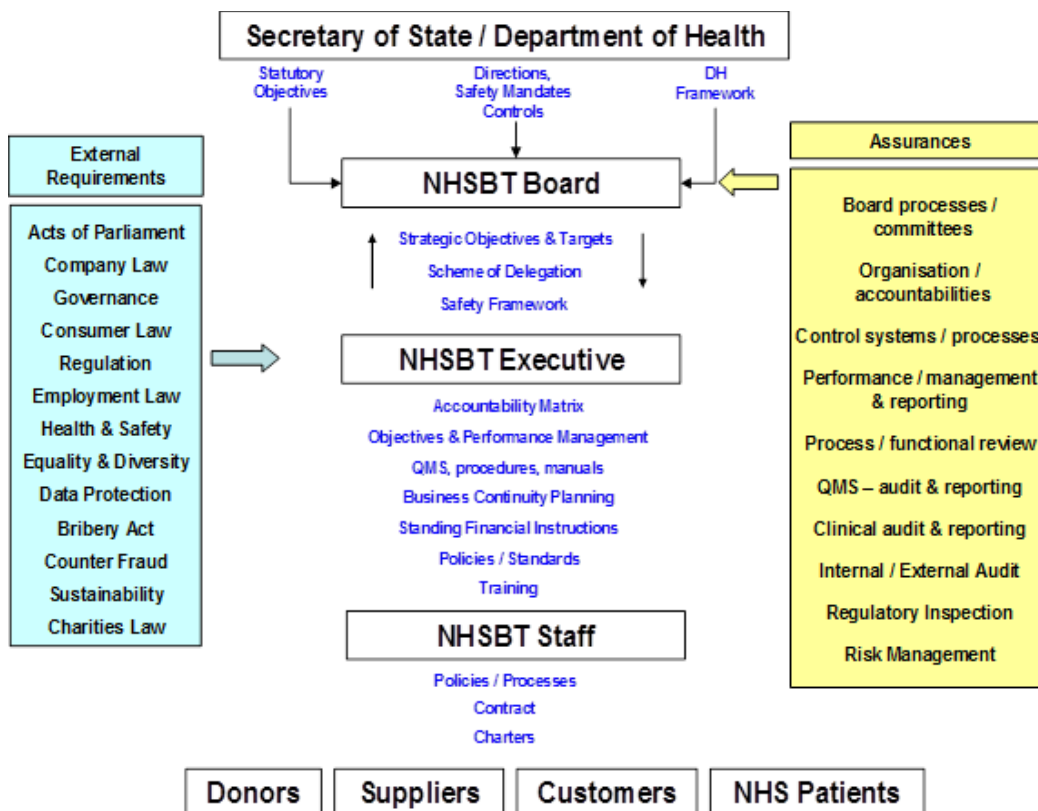 Secretary of State / Department of Health
Statutory
Objectives
Directions,
Safety Mandates
Controls
DH
Framework
External
Requirements
Acts of Parliament
Company Law
Governance
Consumer Law
Regulation
Employment Law
Health & Safety
Equality & Diversity
Data Protection
Bribery Act
Counter Fraud
Sustainability
Charities Law
NHSBT Board
Strategic Objectives & Targets
Scheme of Delegation
Safety Framework
NHSBT Executive
Accountability Matrix
Objectives & Performance Management
QMS, procedures, manuals
Business Continuity Planning
Standing Financial Instructions
Policies / Standards
Training
NHSBT Staff
Policies / Processes
Contract
Charters
Assurances
Board processes /
committees
Organisation /
accountabilities
Control systems / processes
Performance / management
& reporting
Process / functional review
QMS – audit & reporting
Clinical audit & reporting
Internal / External Audit
Regulatory Inspection
Risk Management
Donors
Suppliers
Customers
NHS Patients